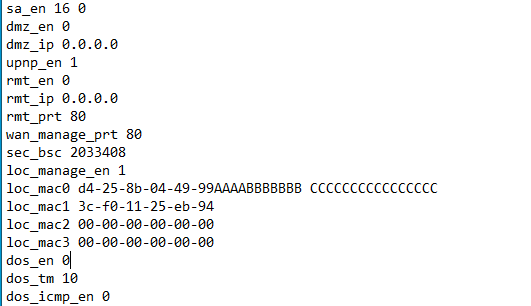 sa_en 16 0
dmz_en 0
dmz_ip 0.0.0.0
upnp_en 1
rmt_en 0
rmt_ip 0.0.0.0
rmt_prt 80
wan_manage_prt 80
sec_bsc 2033408
loc_manage_en 1
loc_mac0 d4-25-8b-04-49-99AAAABBBBBBB CCCCCCCCCCCCCCCC
loc_mac1 3c-f0-11-25-eb-94
loc_mac2 00-00-00-00-00-00
loc_mac3 00-00-00-00-00-00
dos_en 0
dos_tm 10
dos_icmp_en 0